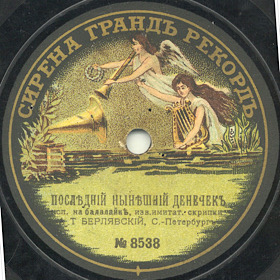 СИРЕНА ГРАНДЪ РЕКОРДЪ
ПОСЛѢДНІЙ НЫНѢШНІЙ ДЕНЕЧЕКЪ
исп. на балалайкѣ, изв. имитат.-скрипки
Т БЕРЛЯВСКІЙ, С.-Петербургъ
№ 8538